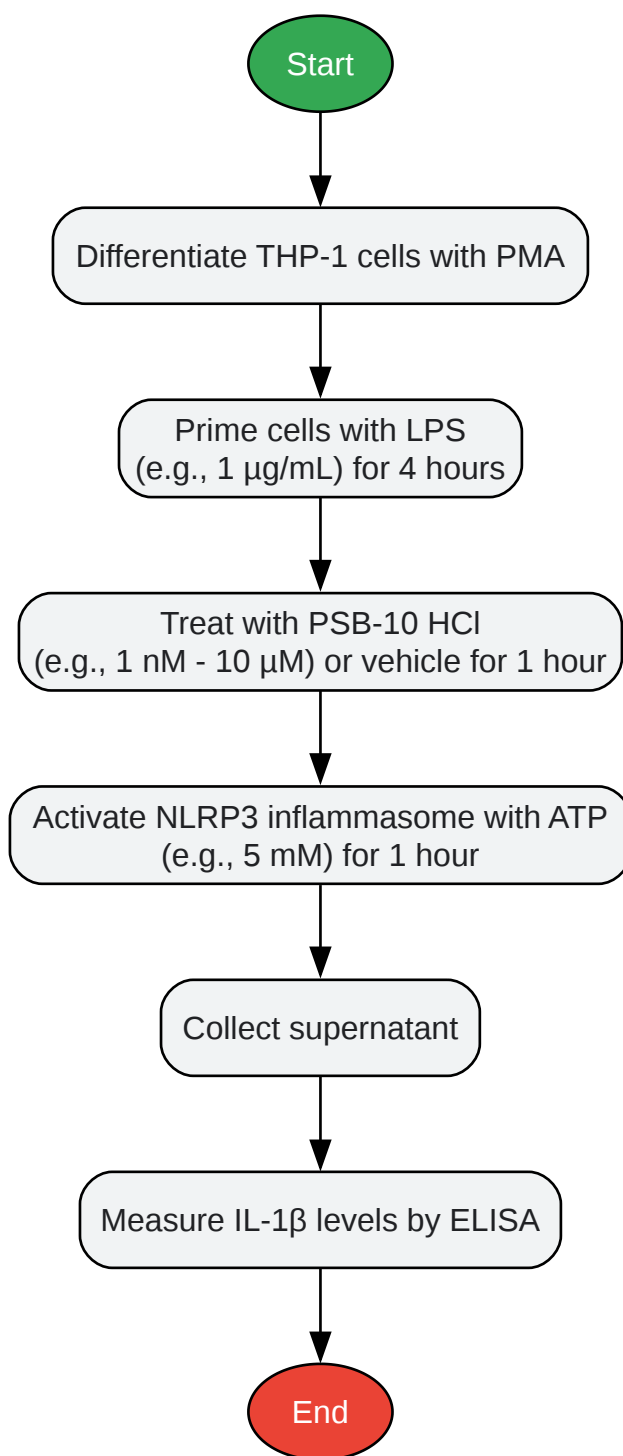 Start
Differentiate THP-1 cells with PMA
Prime cells with LPS
(e.g., 1 µg/mL) for 4 hours
Treat with PSB-10 HCl
(e.g., 1 nM - 10 µM) or vehicle for 1 hour
Activate NLRP3 inflammasome with ATP
(e.g., 5 mM) for 1 hour
Collect supernatant
Measure IL-1β levels by ELISA
End